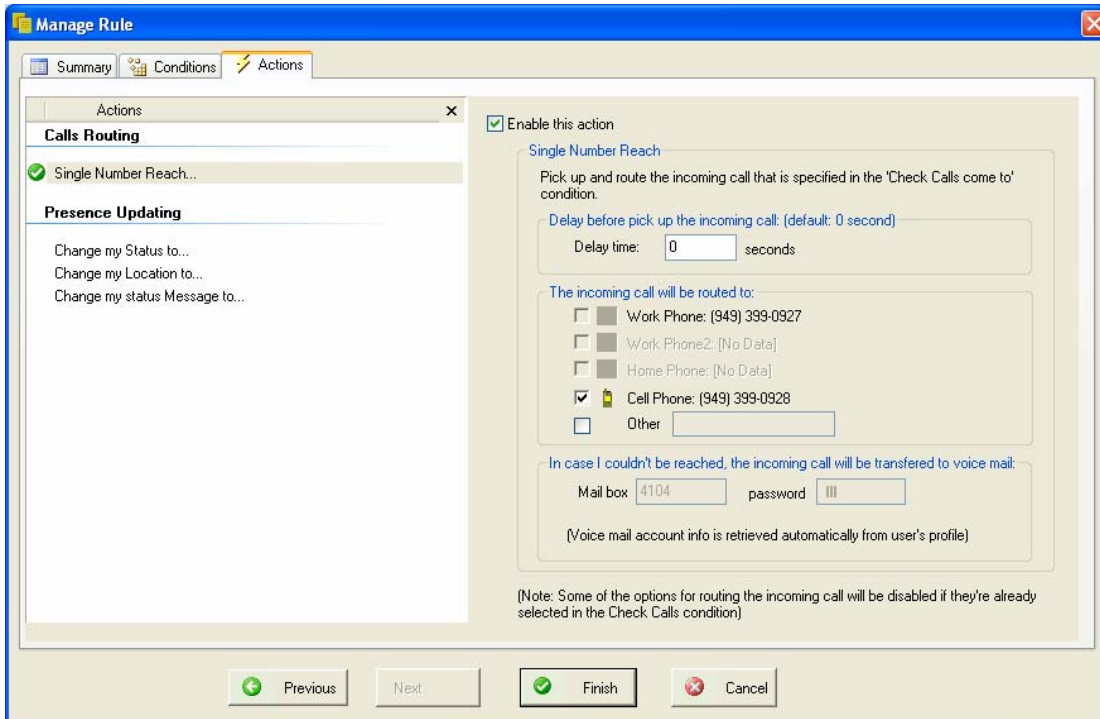 Manage Rule
Summary
Conditions
Actions
Actions
Calls Routing
Single Number Reach...
Presence Updating
Change my Status to...
Change my Location to...
Change my status Message to...
Enable this action
Single Number Reach
Pick up and route the incoming call that is specified in the 'Check Calls come to'
condition.
Delay before pick up the incoming call: (default: 0 second)
Delay time: 0 seconds
The incoming call will be routed to:
Work Phone: (949) 399-0927
Work Phone2: [No Data]
Home Phone: [No Data]
Cell Phone: (949) 399-0928
Other
In case I couldn't be reached, the incoming call will be transfered to voice mail:
Mail box 4104 password
(Voice mail account info is retrieved automatically from user's profile)
(Note: Some of the options for routing the incoming call will be disabled if they're already
selected in the Check Calls condition)
Previous
Next
Finish
Cancel